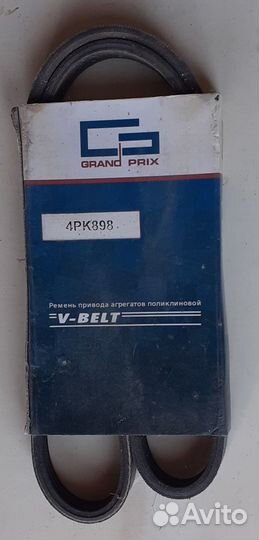 GRAND PRIX
4PK898
Ремень привода агрегатов поликлиновой
V-BELT
Avito